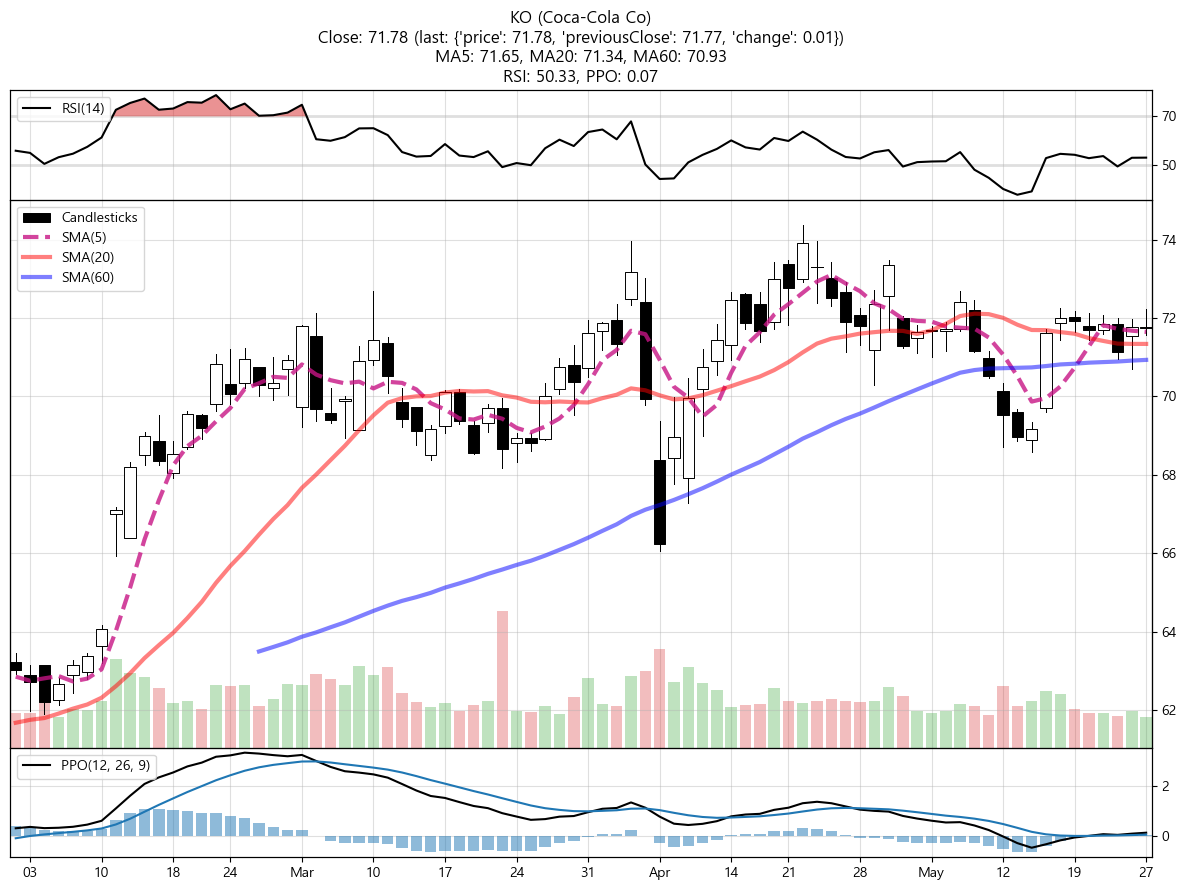 KO (Coca-Cola Co)
Close: 71.78 (last: {'price': 71.78, 'previousClose': 71.77, 'change': 0.01})
MA5: 71.65, MA20: 71.34, MA60: 70.93
RSI: 50.33, PPO: 0.07
RSI(14)
70
50
Candlesticks
SMA(5)
SMA(20)
SMA(60)
74
72
70
68
66
64
62
PPO(12, 26, 9)
2
0
03 10 18 24 Mar 10 17 24 31 Apr 14 21 28 May 12 19 27